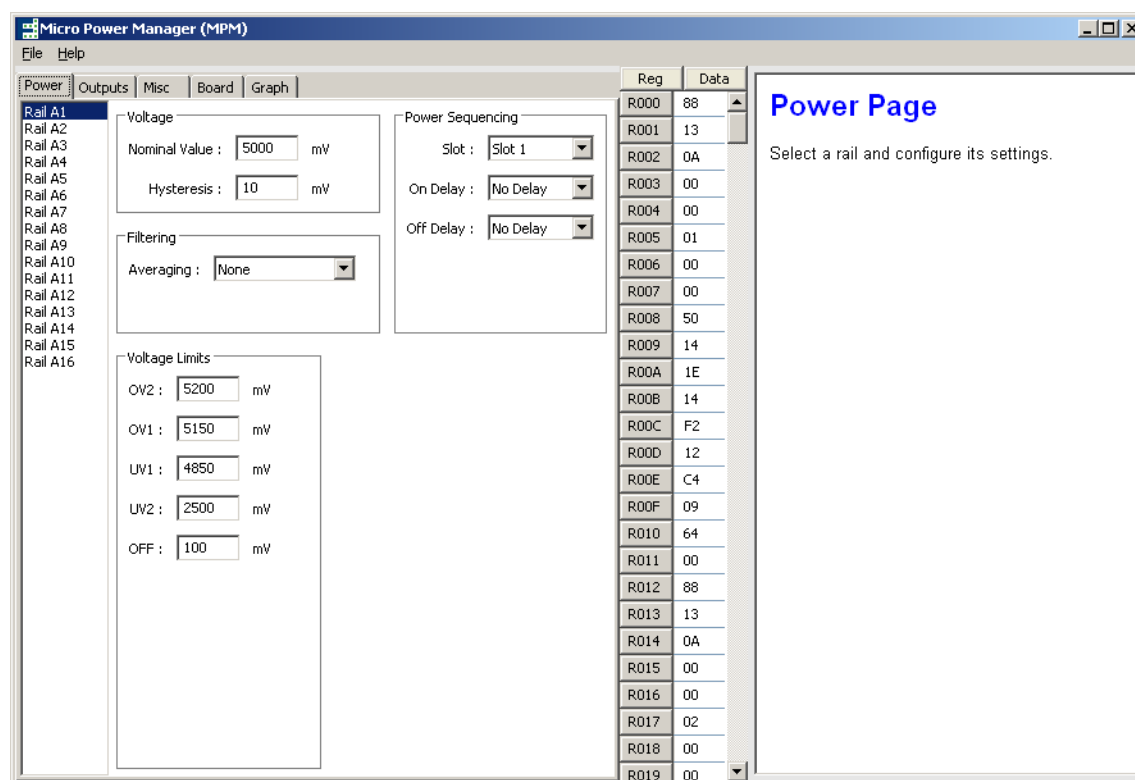 Micro Power Manager (MPM)
File Help
Power Outputs Misc Board Graph
Rail A1
Rail A2
Rail A3
Rail A4
Rail A5
Rail A6
Rail A7
Rail A8
Rail A9
Rail A10
Rail A11
Rail A12
Rail A13
Rail A14
Rail A15
Rail A16
Voltage
Nominal Value : 5000 mV
Hysteresis : 10 mV
Filtering
Averaging : None
Voltage Limits
OV2 : 5200 mV
OV1 : 5150 mV
UV1 : 4850 mV
UV2 : 2500 mV
OFF : 100 mV
Power Sequencing
Slot : Slot 1
On Delay : No Delay
Off Delay : No Delay
Reg Data
R000 88
R001 13
R002 0A
R003 00
R004 00
R005 01
R006 00
R007 00
R008 50
R009 14
R00A 1E
R00B 14
R00C F2
R00D 12
R00E C4
R00F 09
R010 64
R011 00
R012 88
R013 13
R014 0A
R015 00
R016 00
R017 02
R018 00
R019 00
Power Page
Select a rail and configure its settings.